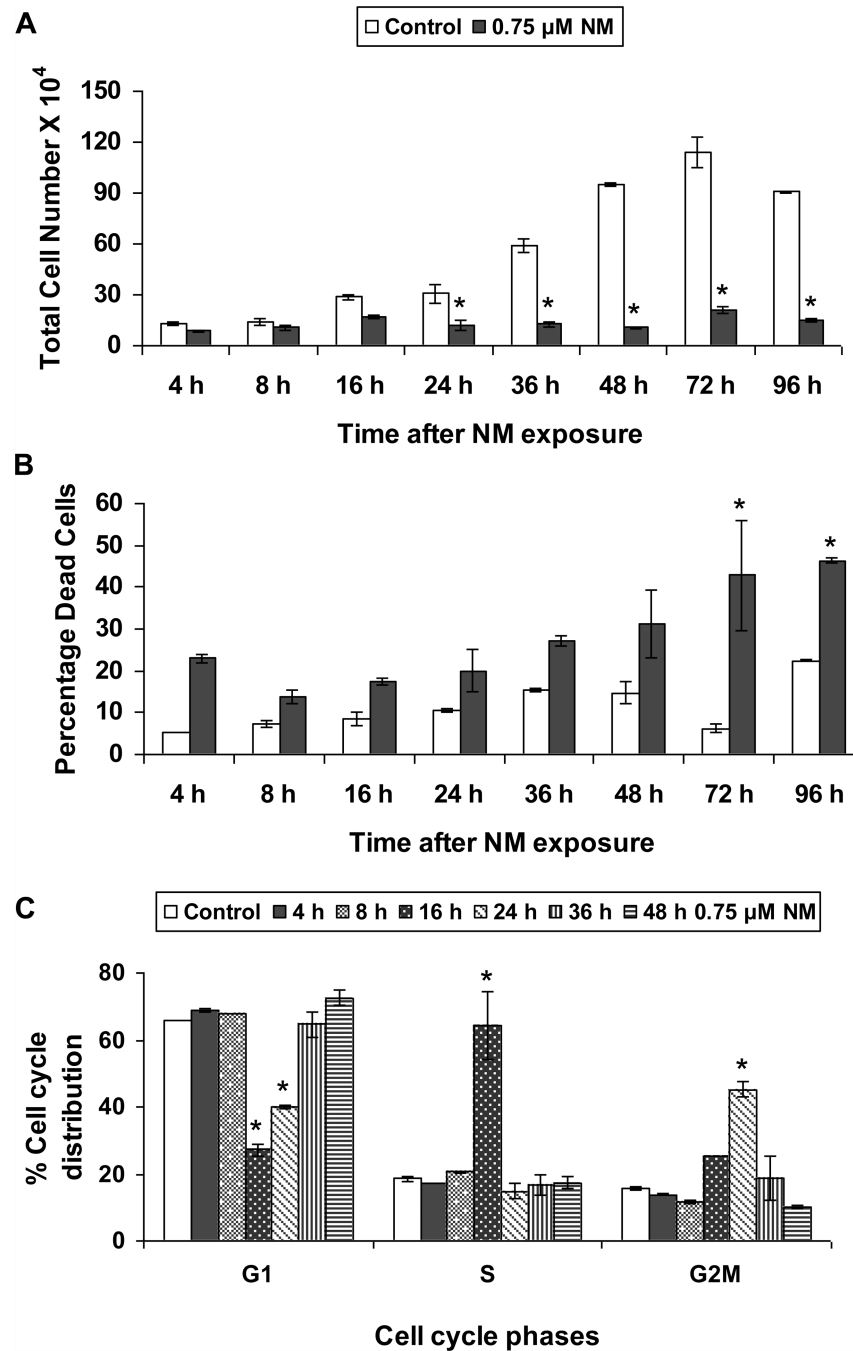 A
Control 0.75 µM NM
Total Cell Number X 10⁴
150
120
90
60
30
0
* * * * *
4 h 8 h 16 h 24 h 36 h 48 h 72 h 96 h
Time after NM exposure
B
Percentage Dead Cells
60
50
40
30
20
10
0
* *
4 h 8 h 16 h 24 h 36 h 48 h 72 h 96 h
Time after NM exposure
C
Control 4 h 8 h 16 h 24 h 36 h 48 h 0.75 µM NM
% Cell cycle
distribution
80
60
40
20
0
* * * *
G1 S G2M
Cell cycle phases